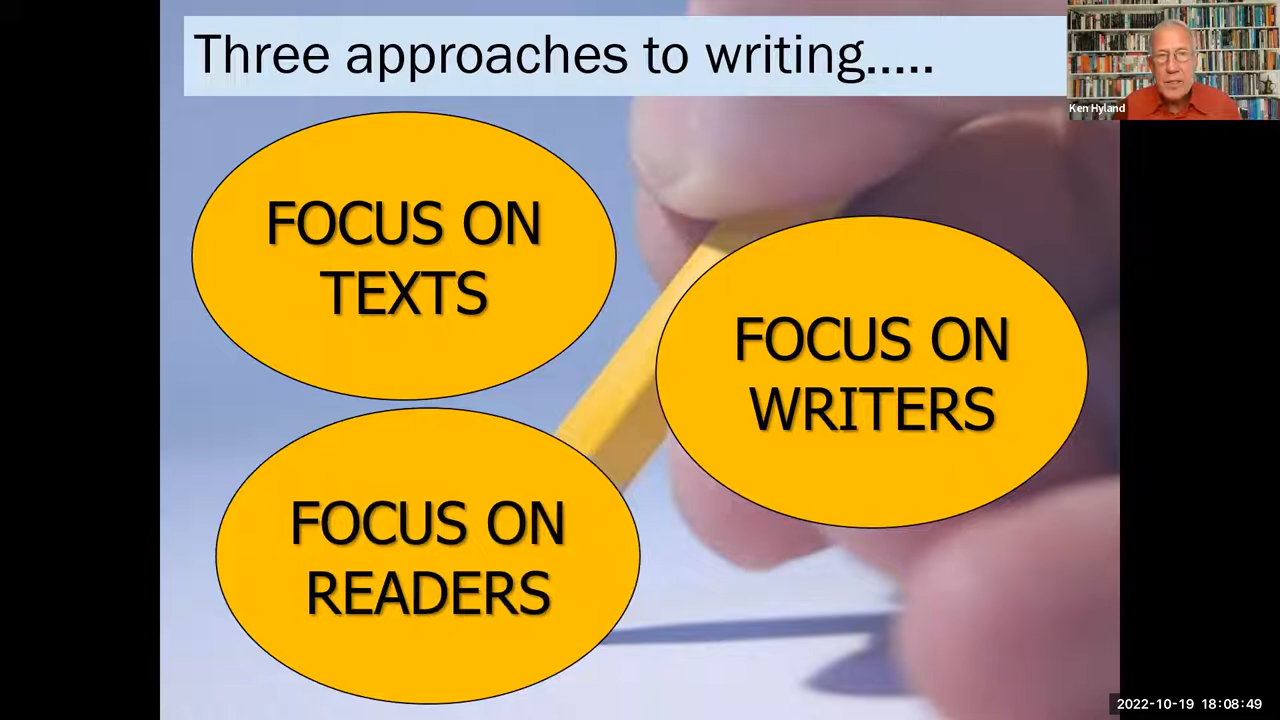 Three approaches to writing.....
Ken Hyland
FOCUS ON
TEXTS
FOCUS ON
WRITERS
FOCUS ON
READERS
2022-10-19 18:08:49